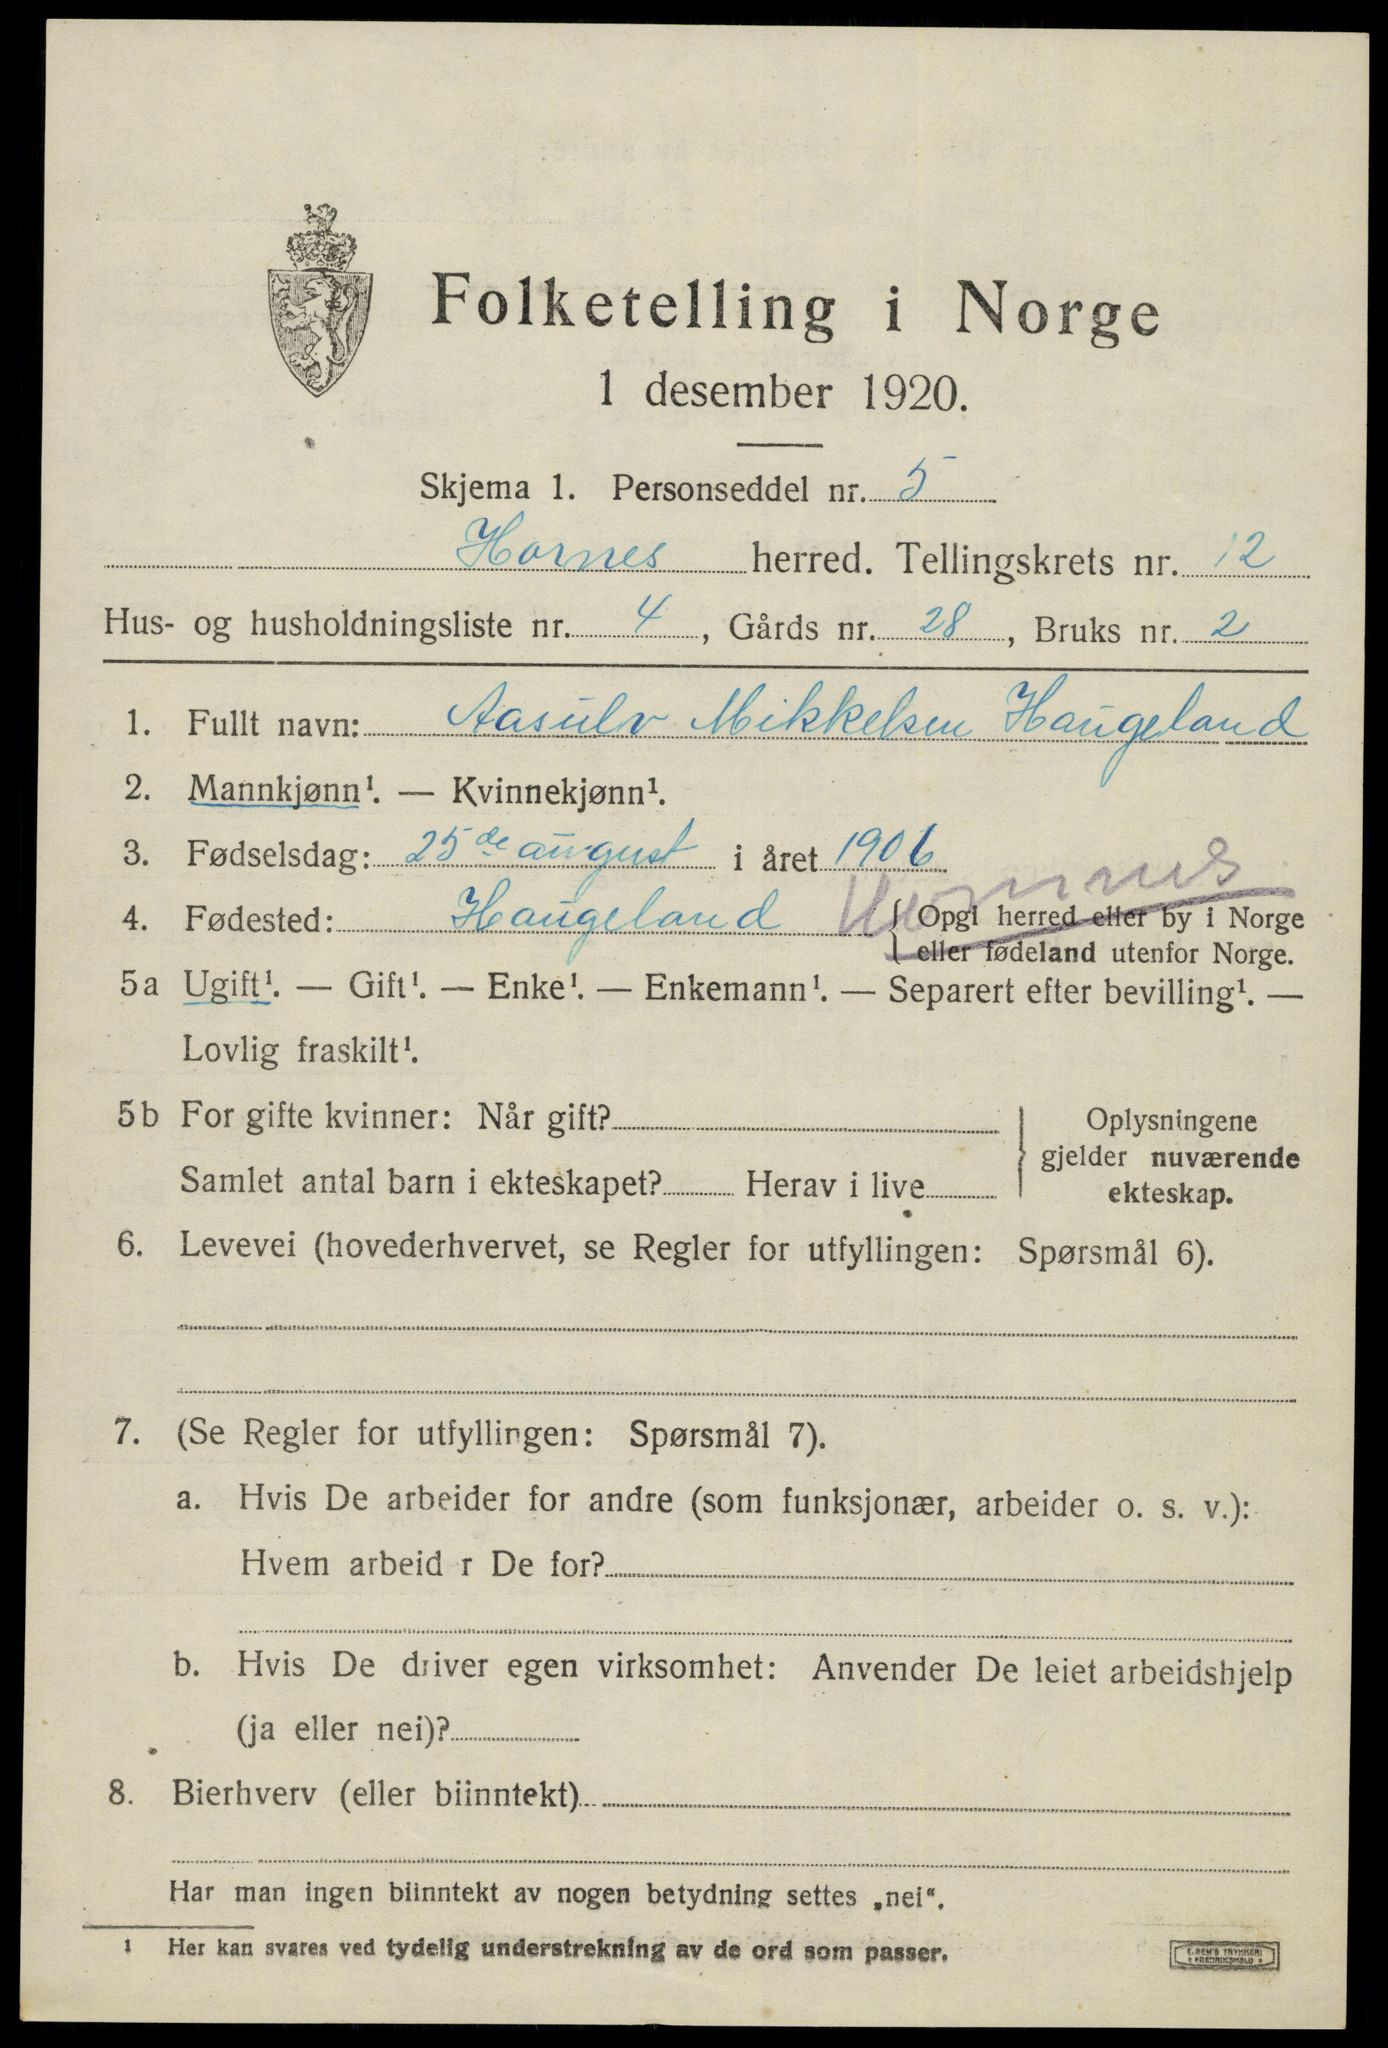 Folketelling i Norge
1 desember 1920.
Skjema 1. Personseddel nr. 5
Hornes herred. Tellingskrets nr. 12
Hus- og husholdningsliste nr. 4, Gårds nr. 28, Bruks nr. 2
1. Fullt navn: Aasulv Mikkelsen Haugeland
2. Mannkjønn¹. — Kvinnekjønn¹.
3. Fødselsdag: 25de august i året 1906
Hornnes
4. Fødested: Haugeland { Opgi herred eller by i Norge
eller fødeland utenfor Norge.
5a Ugift¹. — Gift¹. — Enke¹. — Enkemann¹. — Separert efter bevilling¹. —
Lovlig fraskilt¹.
5b For gifte kvinner: Når gift?
Samlet antal barn i ekteskapet? Herav i live
Oplysningene
gjelder nuværende
ekteskap.
6. Levevei (hovederhvervet, se Regler for utfyllingen: Spørsmål 6).
7. (Se Regler for utfyllingen: Spørsmål 7).
a. Hvis De arbeider for andre (som funksjonær, arbeider o. s. v.):
Hvem arbeid r De for?
b. Hvis De driver egen virksomhet: Anvender De leiet arbeidshjelp
(ja eller nei)?
8. Bierhverv (eller biinntekt)
Har man ingen biinntekt av nogen betydning settes „nei“.
1 Her kan svares ved tydelig understrekning av de ord som passer.
E. SEM'S TRYKKERI
FREDRIKSHALD